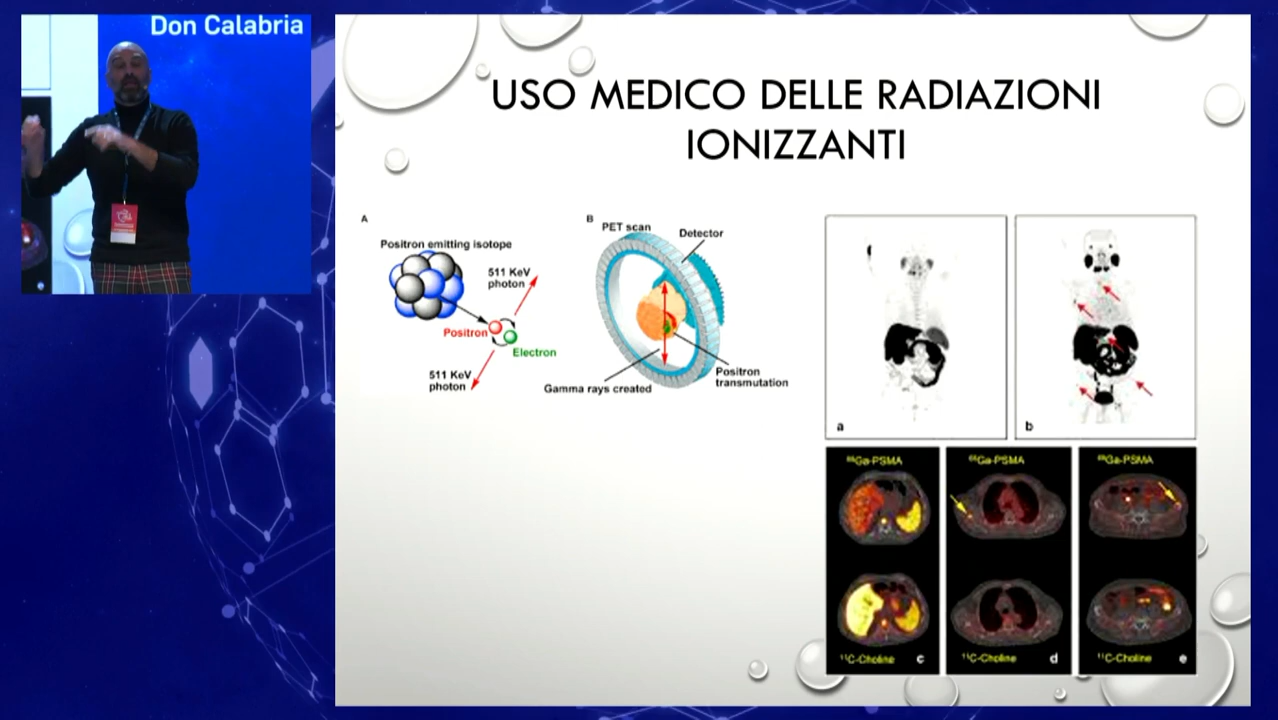 Don Calabria
USO MEDICO DELLE RADIAZIONI
IONIZZANTI
A
Positron emitting isotope
511 KeV
photon
Positron
Electron
511 KeV
photon
B
PET scan
Detector
Gamma rays created
Positron
transmutation
a
b
⁶⁸Ga-PSMA
⁶⁸Ga-PSMA
⁶⁸Ga-PSMA
¹¹C-Choline
c
¹¹C-Choline
d
¹¹C-Choline
e